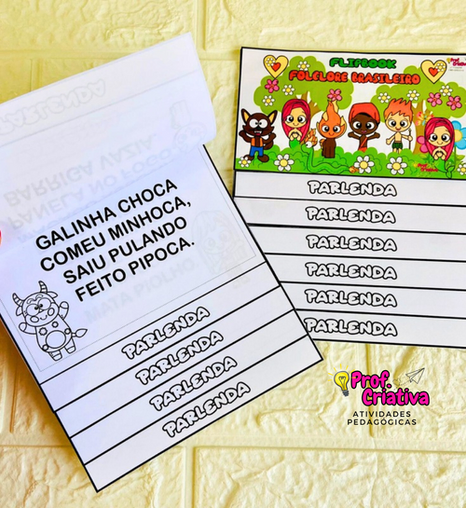 GALINHA CHOCA
COMEU MINHOCA,
SAIU PULANDO
FEITO PIPOCA.
PARLENDA
PARLENDA
PARLENDA
PARLENDA
FLIPBOOK
FOLCLORE BRASILEIRO
PARLENDA
PARLENDA
PARLENDA
PARLENDA
PARLENDA
PARLENDA
Prof.
Criativa
ATIVIDADES
PEDAGÓGICAS